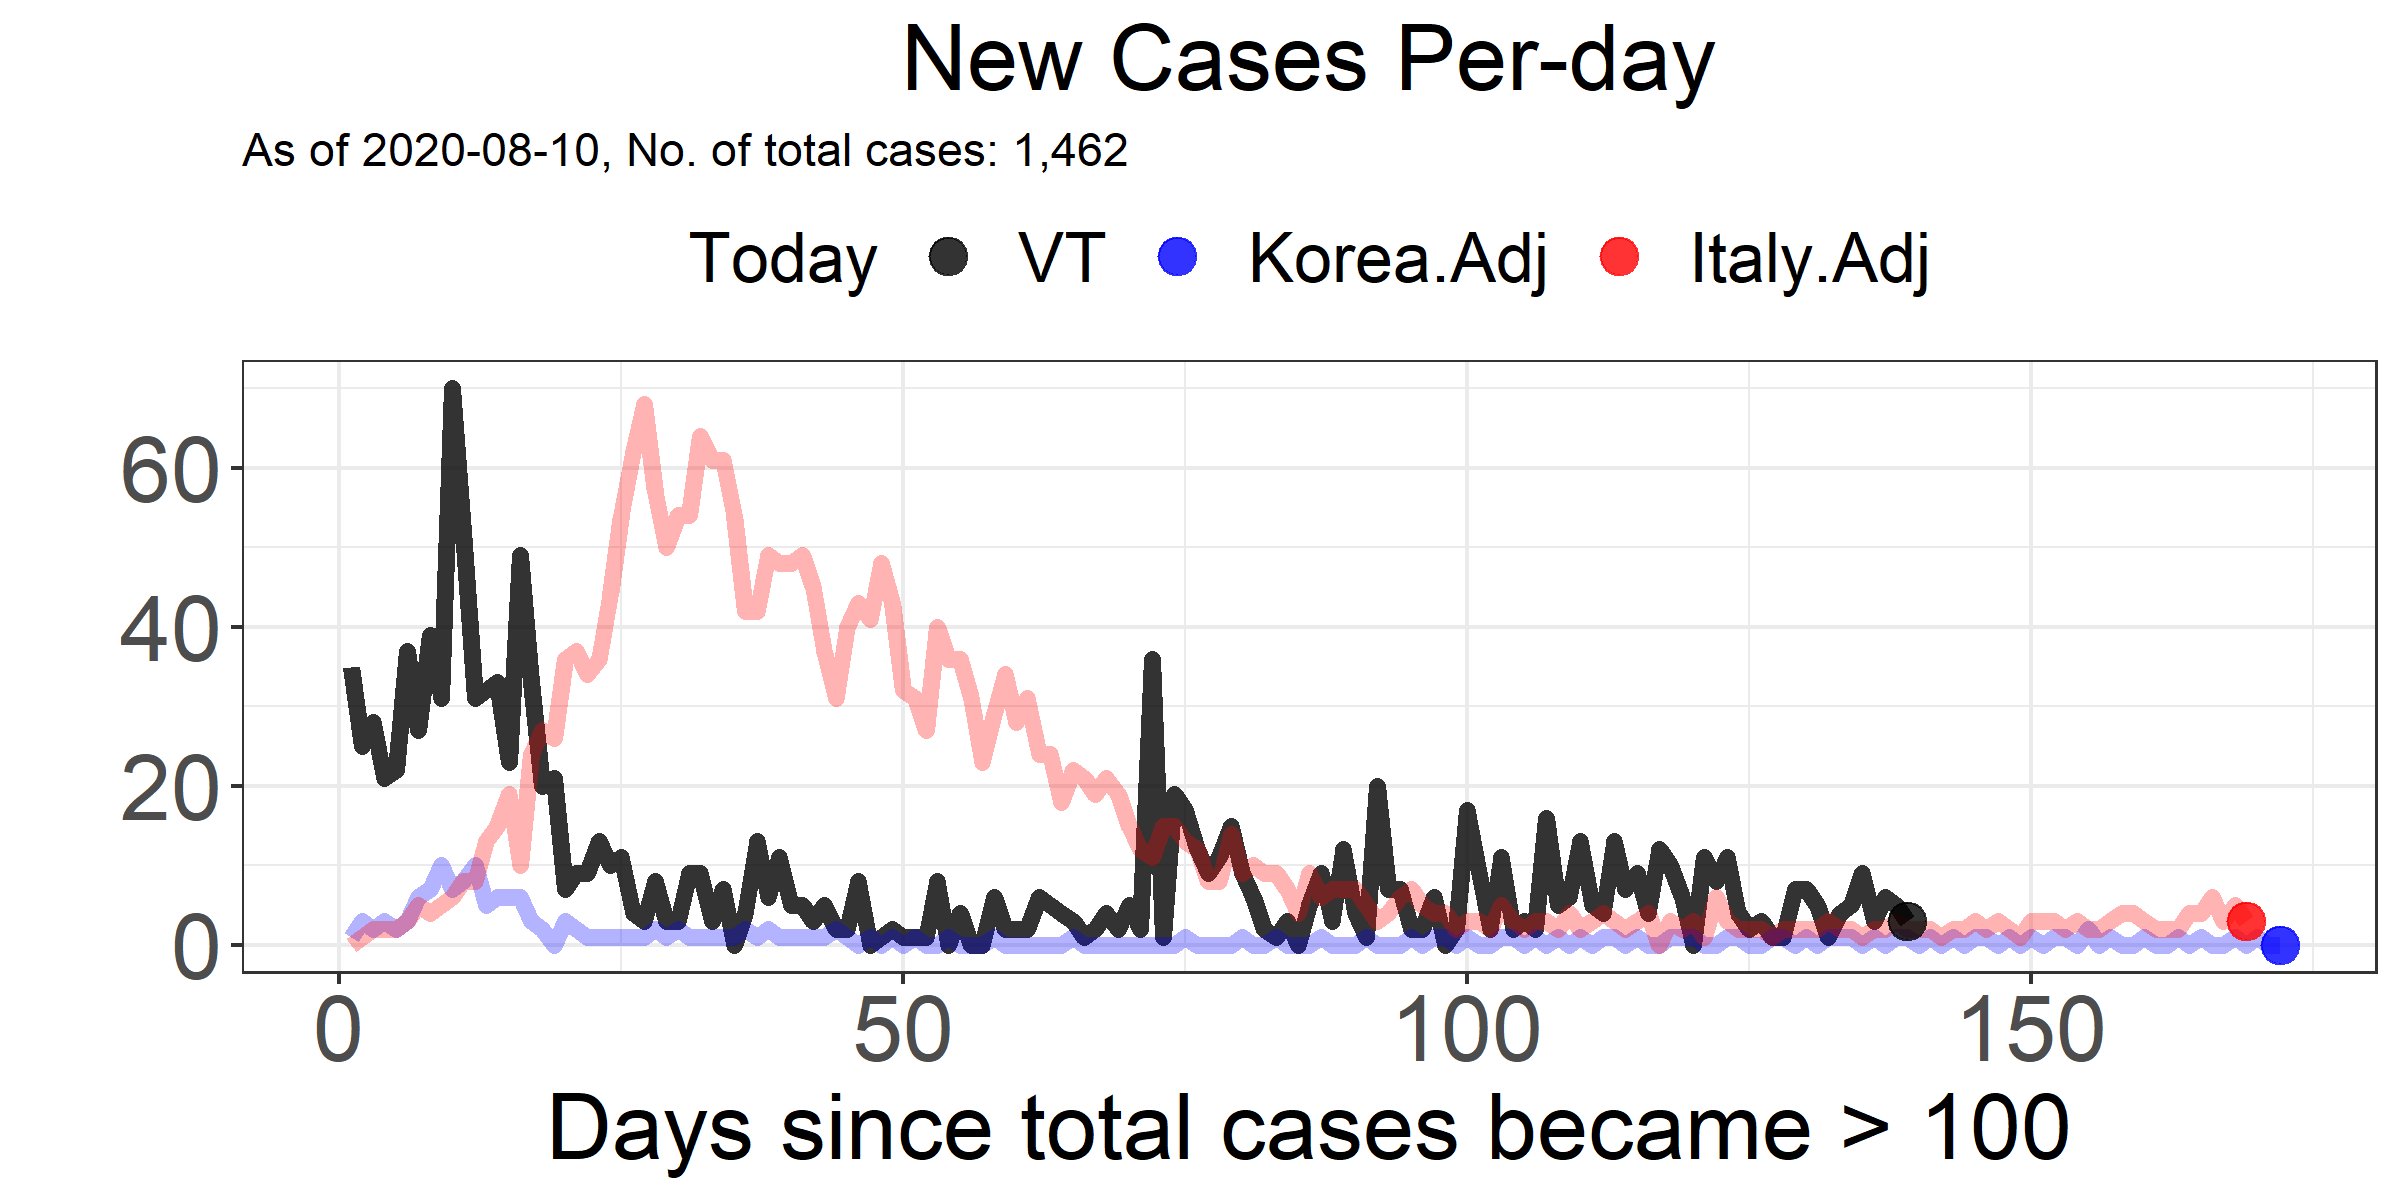 New Cases Per-day
As of 2020-08-10, No. of total cases: 1,462
Today VT Korea.Adj Italy.Adj
60
40
20
0
0 50 100 150
Days since total cases became > 100